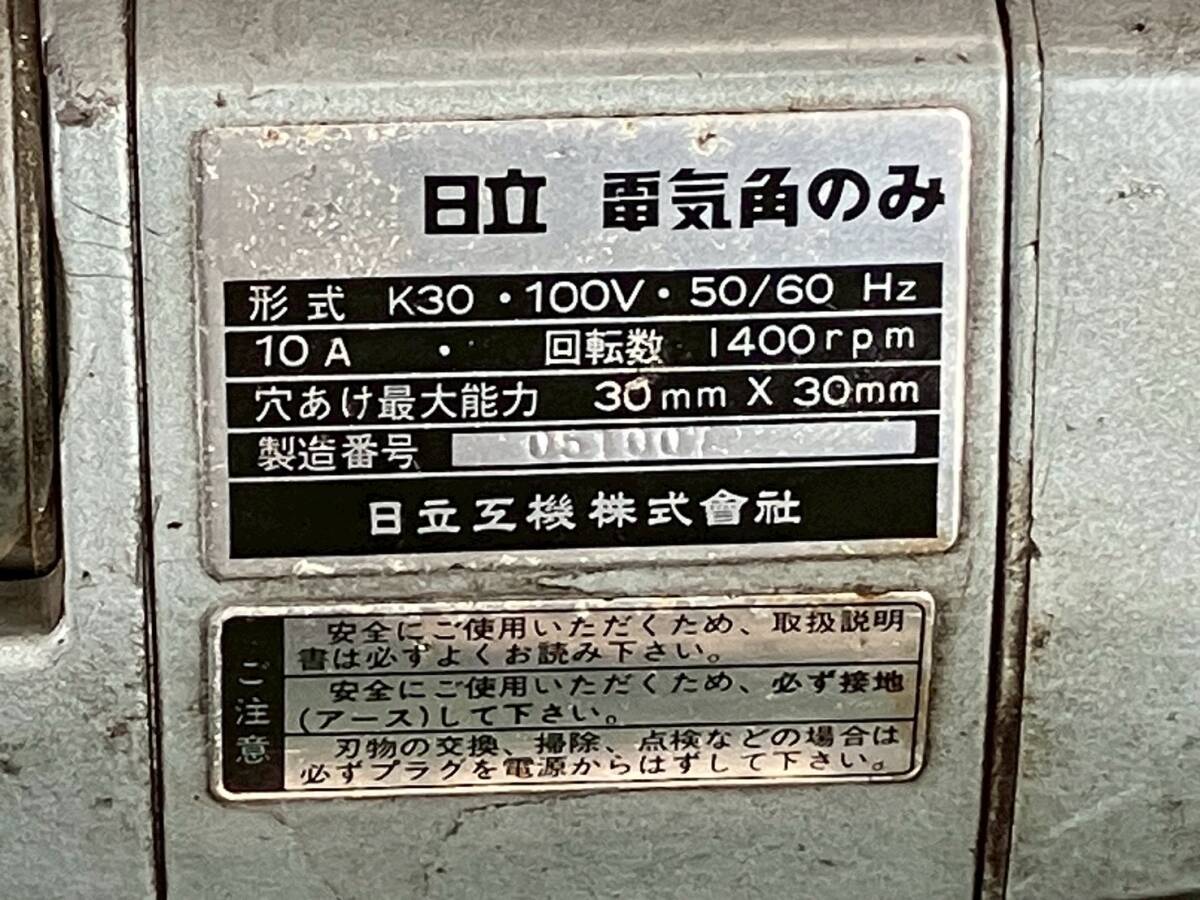 日立 電気角のみ
形式 K30・100V・50/60 Hz
10A ・ 回転数 1400rpm
穴あけ最大能力 30mm X 30mm
製造番号
日立工機株式會社
ご注意
安全にご使用いただくため、取扱説明
書は必ずよくお読み下さい。
安全にご使用いただくため、必ず接地
(アース)して下さい。
刃物の交換、掃除、点検などの場合は
必ずプラグを電源からはずして下さい。